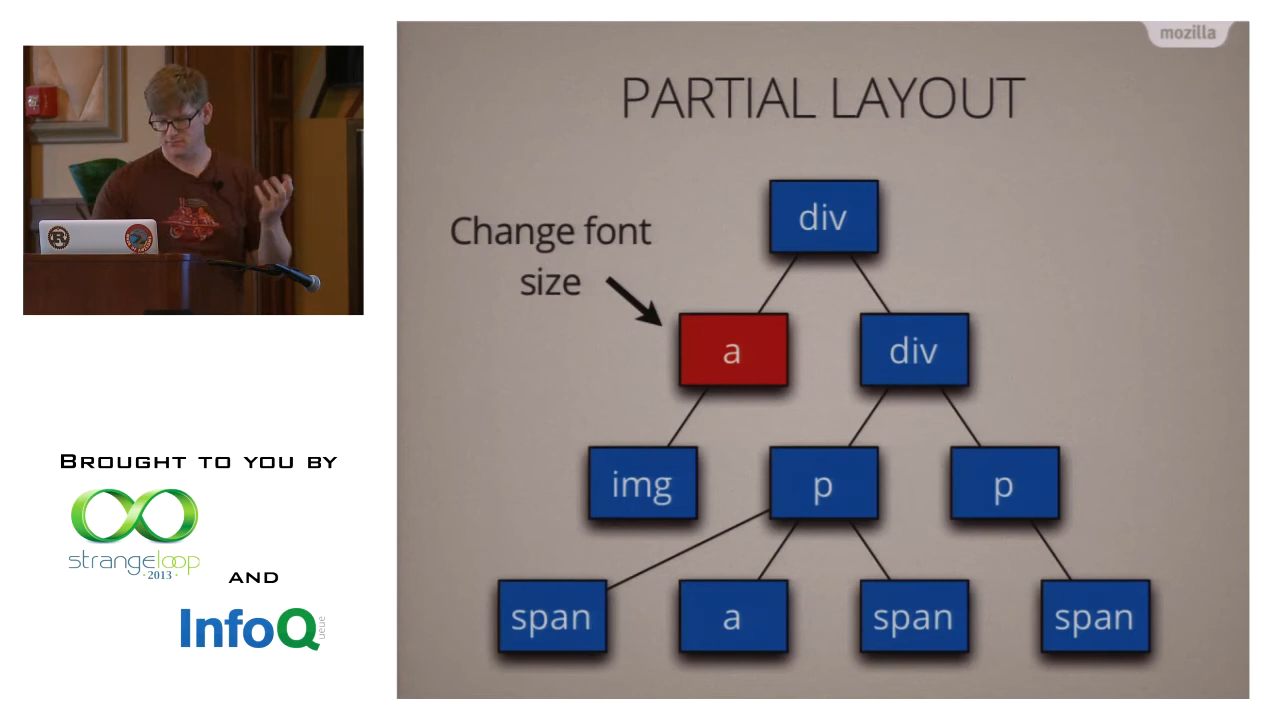 mozilla
PARTIAL LAYOUT
div
Change font
size
a
div
img
p
p
span
a
span
span
R
BROUGHT TO YOU BY
strangeloop
· 2013 ·
AND
InfoQ
ueue